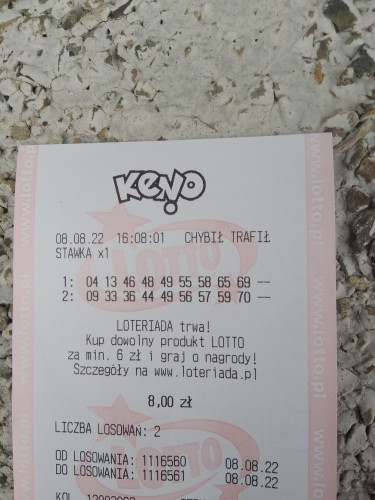 KENO
08.08.22 16:08:01 CHYBIŁ TRAFIŁ
STAWKA x1
1: 04 13 46 48 49 55 58 65 69 --
2: 09 33 36 44 49 56 57 59 70 --
LOTERIADA trwa!
Kup dowolny produkt LOTTO
za min. 6 zł i graj o nagrody!
Szczegóły na www.loteriada.pl
8,00 zł
LICZBA LOSOWAŃ: 2
OD LOSOWANIA: 1116560 08.08.22
DO LOSOWANIA: 1116561 08.08.22
www.lotto.pl
www.lotto.pl
LOTTO
LOTTO